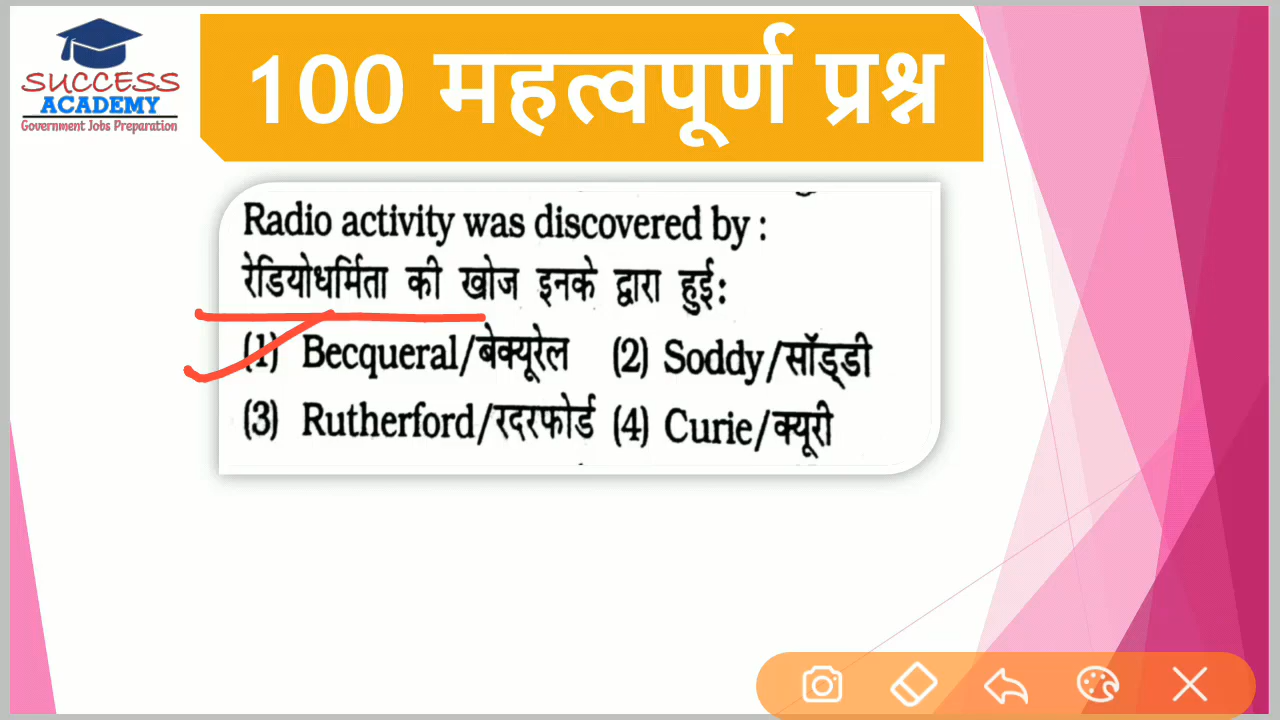 SUCCESS
ACADEMY
Government Jobs Preparation
100 महत्वपूर्ण प्रश्न
Radio activity was discovered by :
रेडियोधर्मिता की खोज इनके द्वारा हुई:
(1) Becqueral/बेक्यूरेल (2) Soddy/सॉड्डी
(3) Rutherford/रदरफोर्ड (4) Curie/क्यूरी